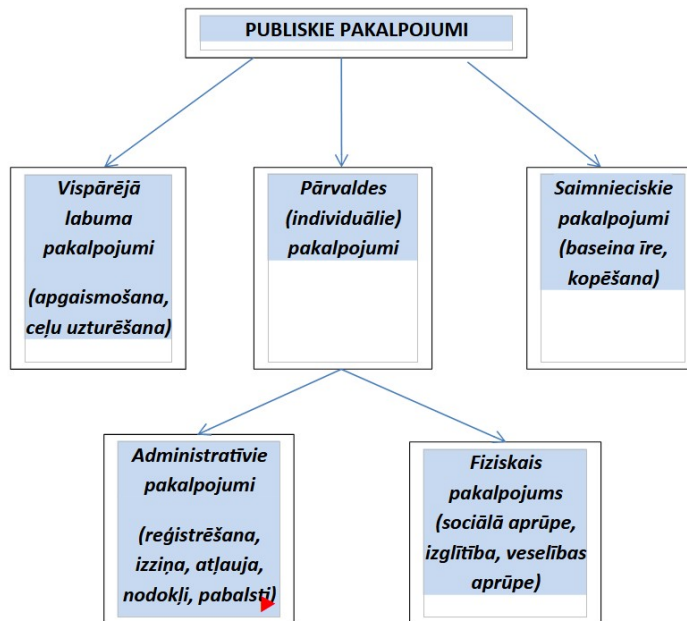 PUBLISKIE PAKALPOJUMI
Vispārējā
labuma
pakalpojumi
(apgaismošana,
ceļu uzturēšana)
Pārvaldes
(individuālie)
pakalpojumi
Saimnieciskie
pakalpojumi
(baseina īre,
kopēšana)
Administratīvie
pakalpojumi
(reģistrēšana,
izziņa, atļauja,
nodokļi, pabalsti)
Fiziskais
pakalpojums
(sociālā aprūpe,
izglītība, veselības
aprūpe)